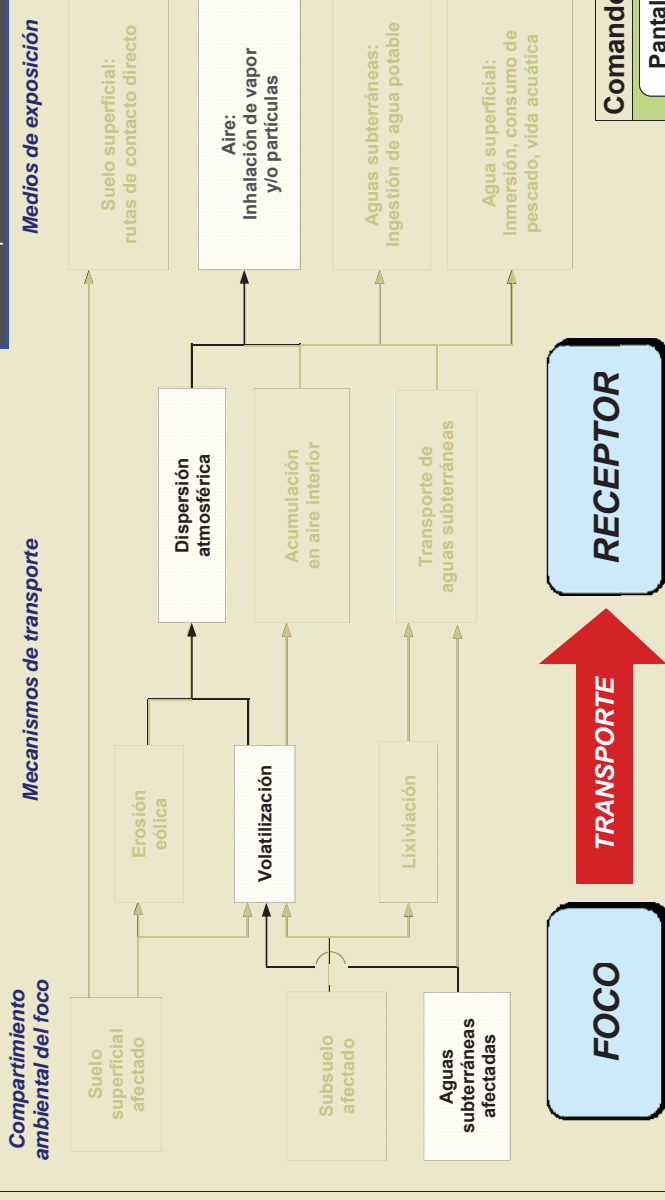 Compartimiento
ambiental del foco
Mecanismos de transporte
Medios de exposición
Suelo
superficial
afectado
Suelo superficial:
rutas de contacto directo
Erosión
eólica
Dispersión
atmosférica
Aire:
Inhalación de vapor
y/o partículas
Volatilización
Acumulación
en aire interior
Subsuelo
afectado
Aguas subterráneas:
Ingestión de agua potable
Lixiviación
Transporte de
aguas subterráneas
Aguas
subterráneas
afectadas
Agua superficial:
Inmersión, consumo de
pescado, vida acuática
FOCO
TRANSPORTE
RECEPTOR